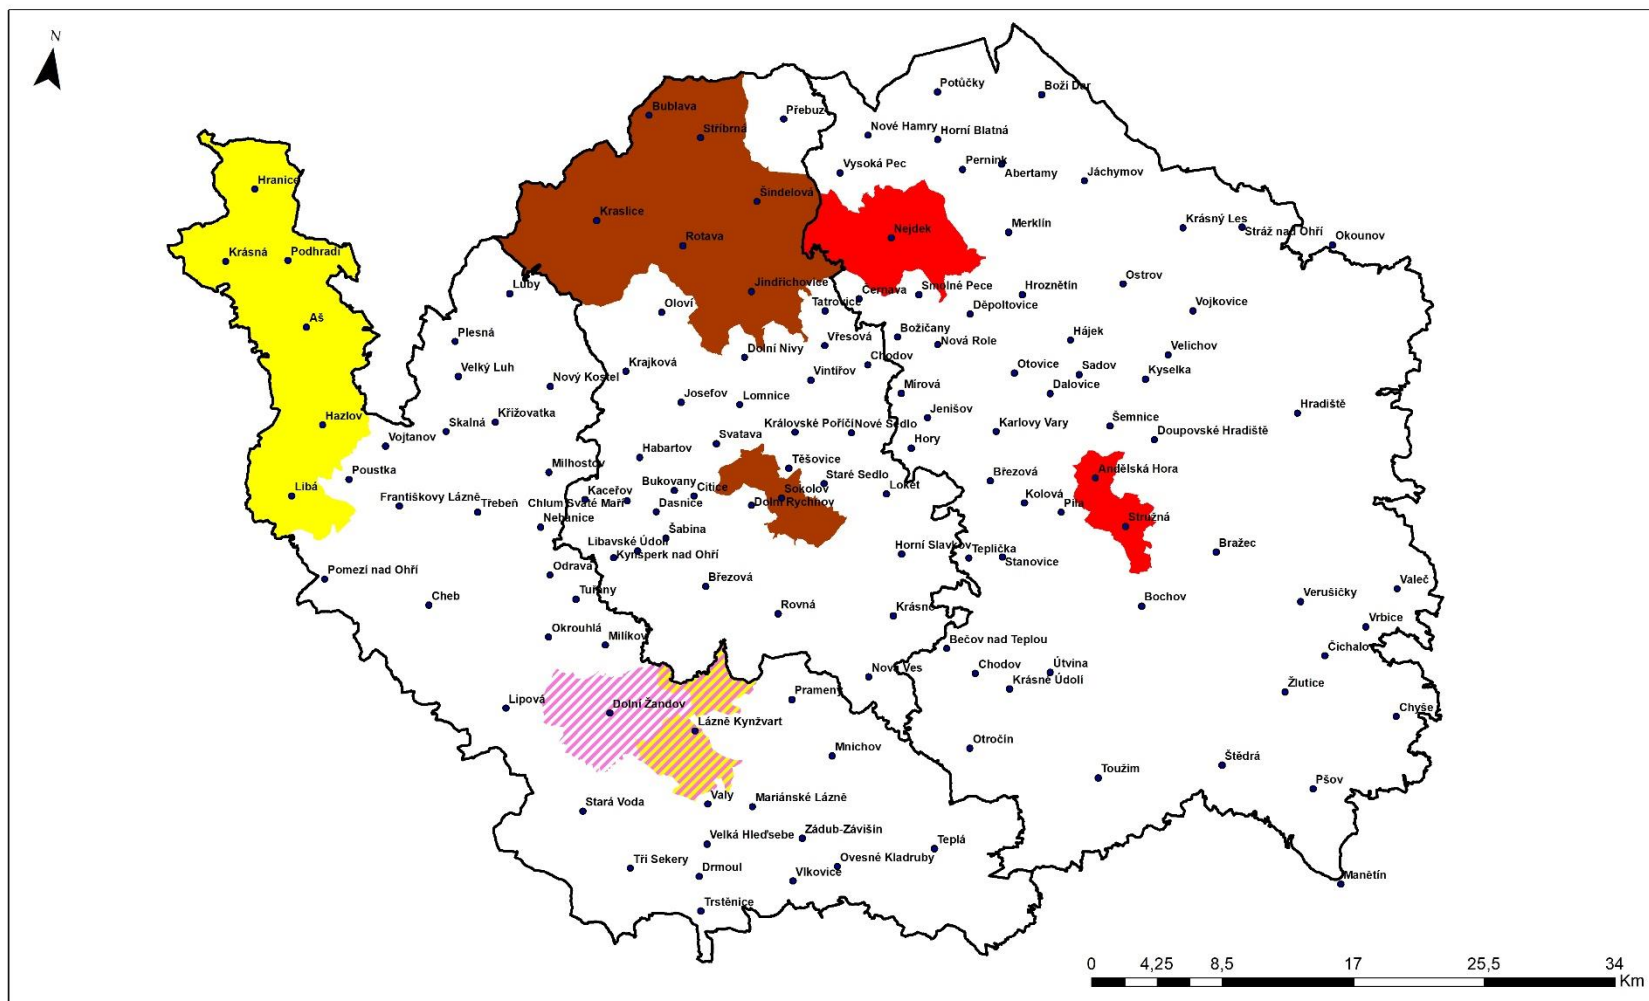 N
Potůčky
Boží Dar
Bublava
Přebuz
Stříbrná
Nové Hamry
Horní Blatná
Vysoká Pec
Pernink
Abertamy
Jáchymov
Hranice
Šindelová
Kraslice
Krásný Les
Stráž nad Ohří
Nejdek
Merklín
Rotava
Okounov
Krásná
Podhradí
Ostrov
Luby
Jindřichovice
Černava
Smolné Pece
Hroznětín
Oloví
Tatrovice
Děpoltovice
Vojkovice
Aš
Plesná
Božičany
Nová Role
Hájek
Vřesová
Dolní Nivy
Chodov
Velichov
Velký Luh
Krajková
Otovice
Sadov
Kyselka
Nový Kostel
Vintířov
Mírová
Dalovice
Josefov
Lomnice
Hradiště
Hazlov
Skalná
Křižovatka
Královské Poříčí
Nové Sedlo
Jenišov
Karlovy Vary
Šemnice
Doupovské Hradiště
Vojtanov
Svatava
Hory
Habartov
Poustka
Milhostov
Těšovice
Staré Sedlo
Březová
Andělská Hora
Libá
Bukovany
Citice
Sokolov
Loket
Kaceřov
Chlum Svaté Maří
Františkovy Lázně
Třebeň
Dasnice
Dolní Rychnov
Kolová
Pila
Nebanice
Stružná
Šabina
Libavské Údolí
Kynšperk nad Ohří
Horní Slavkov
Teplička
Stanovice
Bražec
Pomezí nad Ohří
Odrava
Březová
Valeč
Cheb
Tuřany
Rovná
Krásno
Bochov
Verušičky
Vrbice
Okrouhlá
Milíkov
Bečov nad Teplou
Čichalov
Nová Ves
Chodov
Útvina
Krásné Údolí
Žlutice
Lipová
Dolní Žandov
Prameny
Chyše
Lázně Kynžvart
Mnichov
Otročín
Toužim
Štědrá
Pšov
Stará Voda
Valy
Mariánské Lázně
Velká Hleďsebe
Zádub-Závišín
Teplá
Tři Sekery
Drmoul
Vlkovice
Ovesné Kladruby
Manětín
Trstěnice
0 4,25 8,5 17 25,5 34
Km